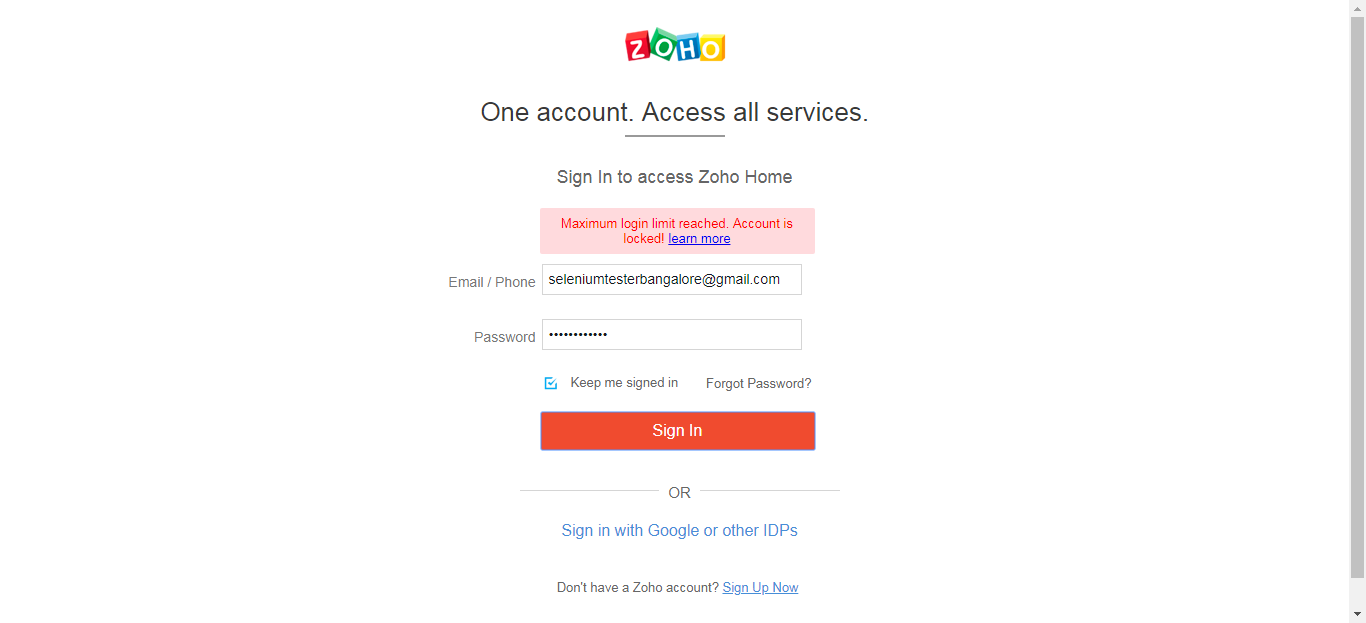 ZOHO
One account. Access all services.
Sign In to access Zoho Home
Maximum login limit reached. Account is
locked! learn more
Email / Phone seleniumtesterbangalore@gmail.com
Password ••••••••••••
Keep me signed in Forgot Password?
Sign In
OR
Sign in with Google or other IDPs
Don't have a Zoho account? Sign Up Now